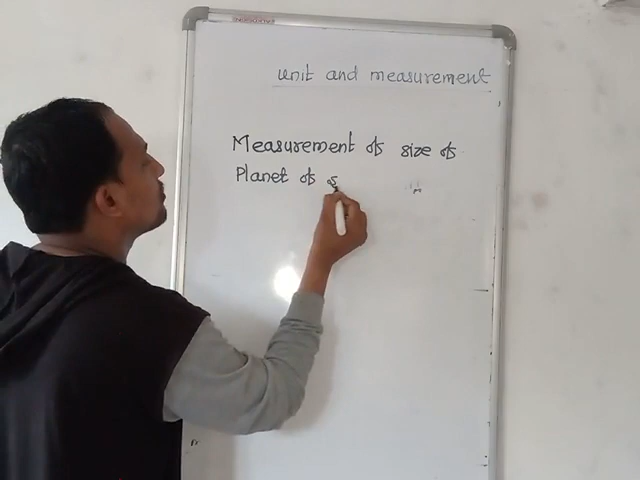 unit and measurement
Measurement of size of
Planet of s